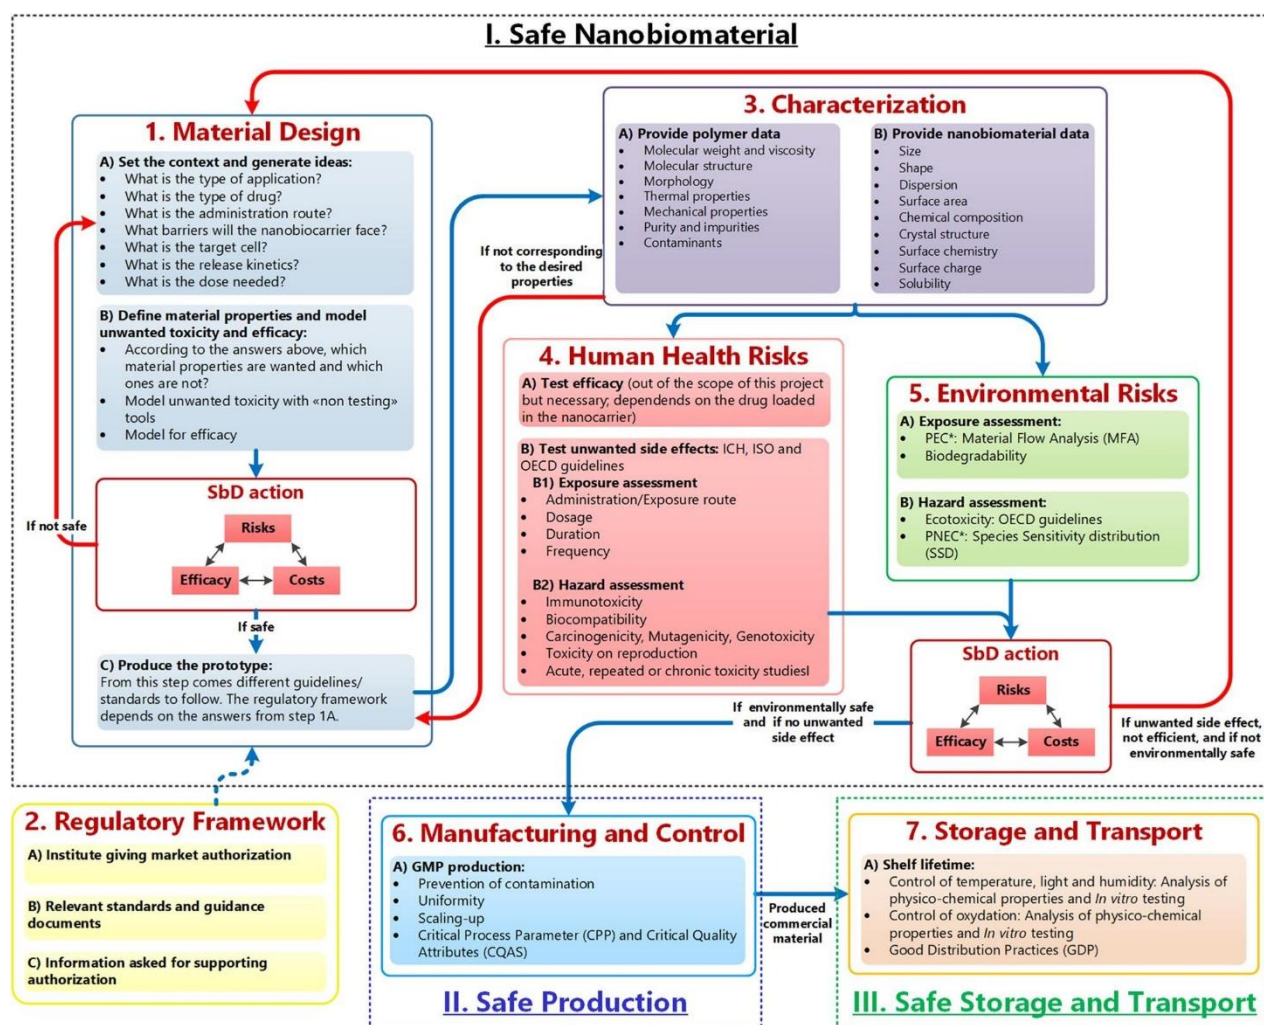 I. Safe Nanobiomaterial
1. Material Design
A) Set the context and generate ideas:
• What is the type of application?
• What is the type of drug?
• What is the administration route?
• What barriers will the nanobiocarrier face?
• What is the target cell?
• What is the release kinetics?
• What is the dose needed?
B) Define material properties and model
unwanted toxicity and efficacy:
• According to the answers above, which
material properties are wanted and which
ones are not?
• Model unwanted toxicity with «non testing»
tools
• Model for efficacy
SbD action
Risks
Efficacy
Costs
If not safe
If safe
C) Produce the prototype:
From this step comes different guidelines/
standards to follow. The regulatory framework
depends on the answers from step 1A.
2. Regulatory Framework
A) Institute giving market authorization
B) Relevant standards and guidance
documents
C) Information asked for supporting
authorization
3. Characterization
A) Provide polymer data
• Molecular weight and viscosity
• Molecular structure
• Morphology
• Thermal properties
• Mechanical properties
• Purity and impurities
• Contaminants
B) Provide nanobiomaterial data
• Size
• Shape
• Dispersion
• Surface area
• Chemical composition
• Crystal structure
• Surface chemistry
• Surface charge
• Solubility
If not corresponding
to the desired
properties
4. Human Health Risks
A) Test efficacy (out of the scope of this project
but necessary; dependends on the drug loaded
in the nanocarrier)
B) Test unwanted side effects: ICH, ISO and
OECD guidelines
B1) Exposure assessment
• Administration/Exposure route
• Dosage
• Duration
• Frequency
B2) Hazard assessment
• Immunotoxicity
• Biocompatibility
• Carcinogenicity, Mutagenicity, Genotoxicity
• Toxicity on reproduction
• Acute, repeated or chronic toxicity studiesl
5. Environmental Risks
A) Exposure assessment:
• PEC*: Material Flow Analysis (MFA)
• Biodegradability
B) Hazard assessment:
• Ecotoxicity: OECD guidelines
• PNEC*: Species Sensitivity distribution
(SSD)
SbD action
Risks
Efficacy
Costs
If environmentally safe
and if no unwanted
side effect
If unwanted side effect,
not efficient, and if not
environmentally safe
6. Manufacturing and Control
A) GMP production:
• Prevention of contamination
• Uniformity
• Scaling-up
• Critical Process Parameter (CPP) and Critical Quality
Attributes (CQAS)
II. Safe Production
Produced
commercial
material
7. Storage and Transport
A) Shelf lifetime:
• Control of temperature, light and humidity: Analysis of
physico-chemical properties and In vitro testing
• Control of oxydation: Analysis of physico-chemical
properties and In vitro testing
• Good Distribution Practices (GDP)
III. Safe Storage and Transport